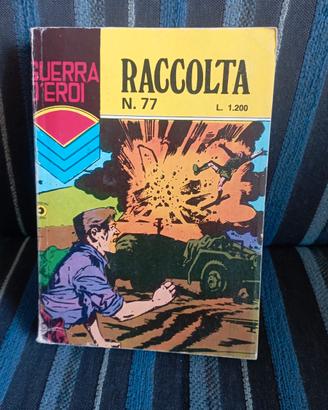 GUERRA
D'EROI
RACCOLTA
N. 77
L. 1.200